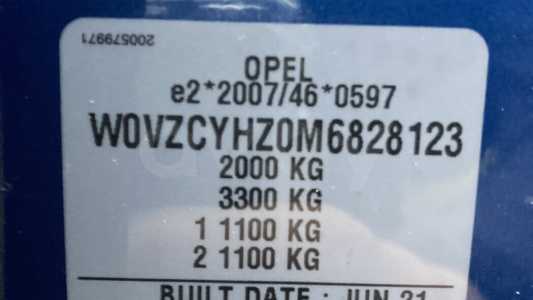 200579971
OPEL
e2*2007/46*0597
W0VZCYHZ0M6828123
2000 KG
3300 KG
1 1100 KG
2 1100 KG
BUILT DATE : JUN 21